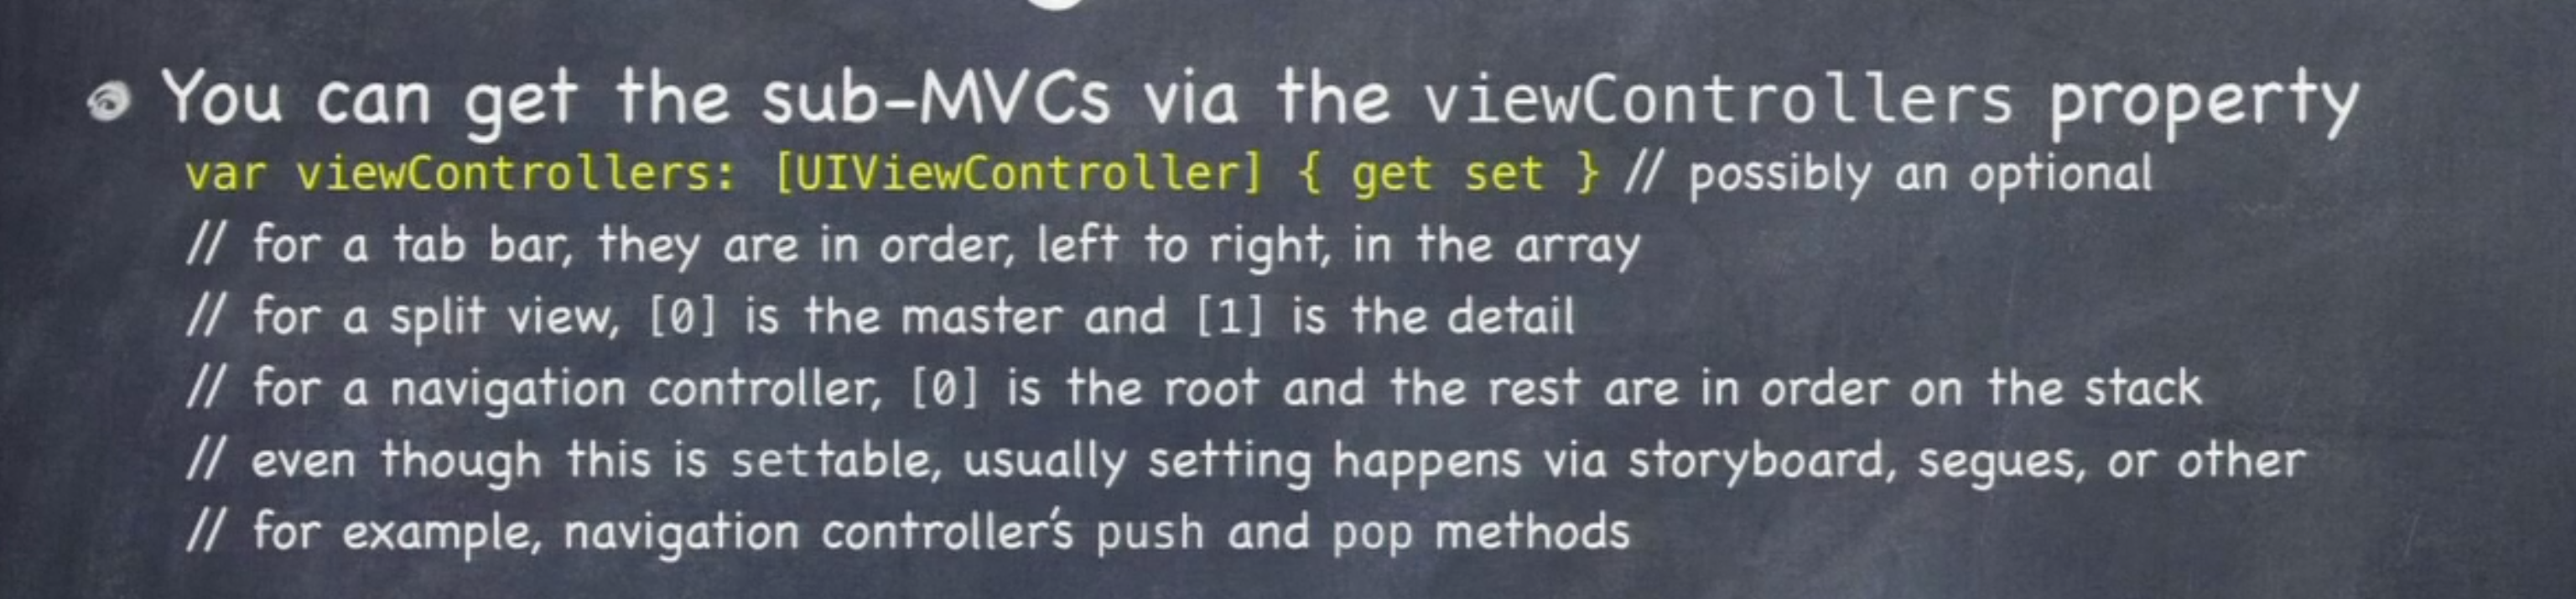 You can get the sub-MVCs via the viewControllers property
var viewControllers: [UIViewController] { get set } // possibly an optional
// for a tab bar, they are in order, left to right, in the array
// for a split view, [0] is the master and [1] is the detail
// for a navigation controller, [0] is the root and the rest are in order on the stack
// even though this is settable, usually setting happens via storyboard, segues, or other
// for example, navigation controller's push and pop methods